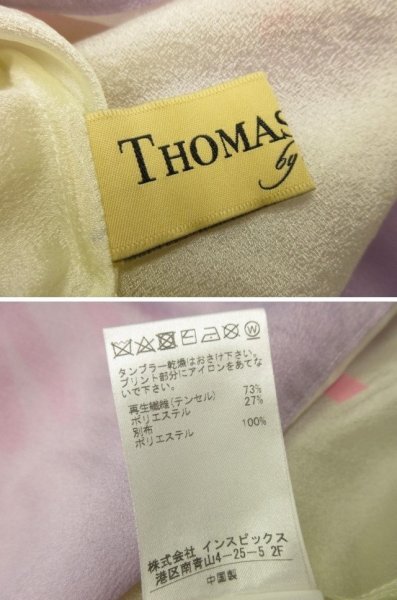 THOMAS
by
W
タンブラー乾燥はおさけ下さい。
プリント部分にアイロンをあてな
いで下さい。
再生繊維(テンセル) 73%
ポリエステル 27%
別布
ポリエステル 100%
株式会社 インスピックス
港区南青山4-25-5 2F
中国製